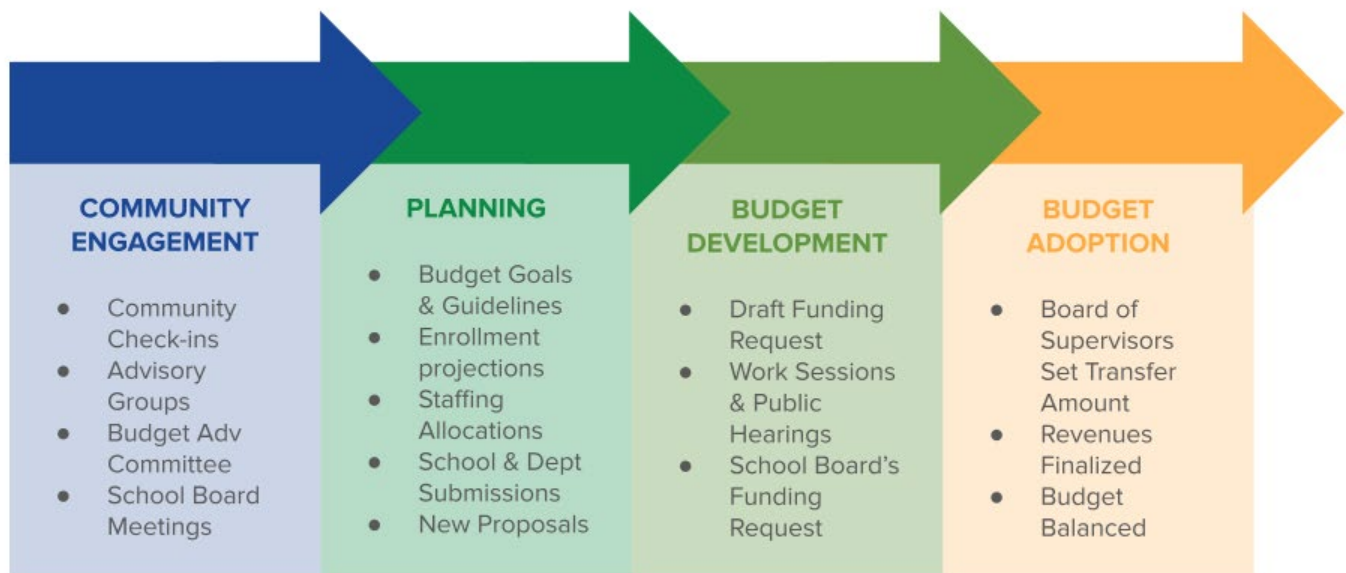 COMMUNITY
ENGAGEMENT
● Community
Check-ins
● Advisory
Groups
● Budget Adv
Committee
● School Board
Meetings
PLANNING
● Budget Goals
& Guidelines
● Enrollment
projections
● Staffing
Allocations
● School & Dept
Submissions
● New Proposals
BUDGET
DEVELOPMENT
● Draft Funding
Request
● Work Sessions
& Public
Hearings
● School Board’s
Funding
Request
BUDGET
ADOPTION
● Board of
Supervisors
Set Transfer
Amount
● Revenues
Finalized
● Budget
Balanced